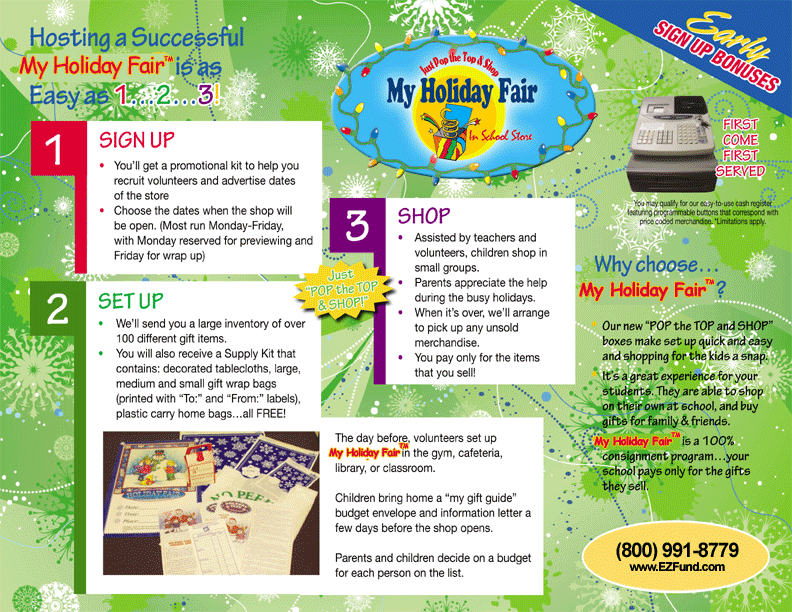 Hosting a Successful
My Holiday Fair™ is as
Easy as 1...2...3!
Just Pop the Top & Shop
My Holiday Fair
In School Store
Early
SIGN UP BONUSES
FIRST
COME
FIRST
SERVED
You may qualify for our easy-to-use cash register
featuring programmable buttons that correspond with
price coded merchandise. *Limitations apply.
1
SIGN UP
• You'll get a promotional kit to help you
recruit volunteers and advertise dates
of the store
• Choose the dates when the shop will
be open. (Most run Monday-Friday,
with Monday reserved for previewing and
Friday for wrap up)
2
SET UP
• We'll send you a large inventory of over
100 different gift items.
• You will also receive a Supply Kit that
contains: decorated tablecloths, large,
medium and small gift wrap bags
(printed with "To:" and "From:" labels),
plastic carry home bags...all FREE!
Just
"POP the TOP
& SHOP!"
3
SHOP
• Assisted by teachers and
volunteers, children shop in
small groups.
• Parents appreciate the help
during the busy holidays.
• When it's over, we'll arrange
to pick up any unsold
merchandise.
• You pay only for the items
that you sell!
HOLIDAY FAIR
Date:
Time:
Place:
NO PEEK
The day before, volunteers set up
My Holiday Fair™ in the gym, cafeteria,
library, or classroom.
Children bring home a "my gift guide"
budget envelope and information letter a
few days before the shop opens.
Parents and children decide on a budget
for each person on the list.
Why choose...
My Holiday Fair™?
• Our new "POP the TOP and SHOP"
boxes make set up quick and easy
and shopping for the kids a snap.
• It's a great experience for your
students. They are able to shop
on their own at school, and buy
gifts for family & friends.
My Holiday Fair™ is a 100%
consignment program...your
school pays only for the gifts
they sell.
(800) 991-8779
www.EZFund.com